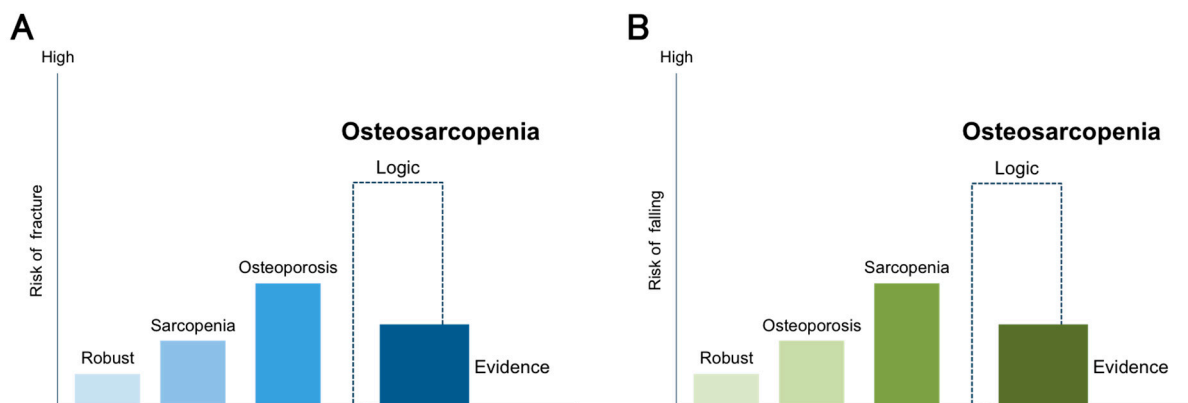 A
High
Osteosarcopenia
Logic
Risk of fracture
Osteoporosis
Sarcopenia
Robust
Evidence
B
High
Osteosarcopenia
Logic
Risk of falling
Sarcopenia
Osteoporosis
Robust
Evidence